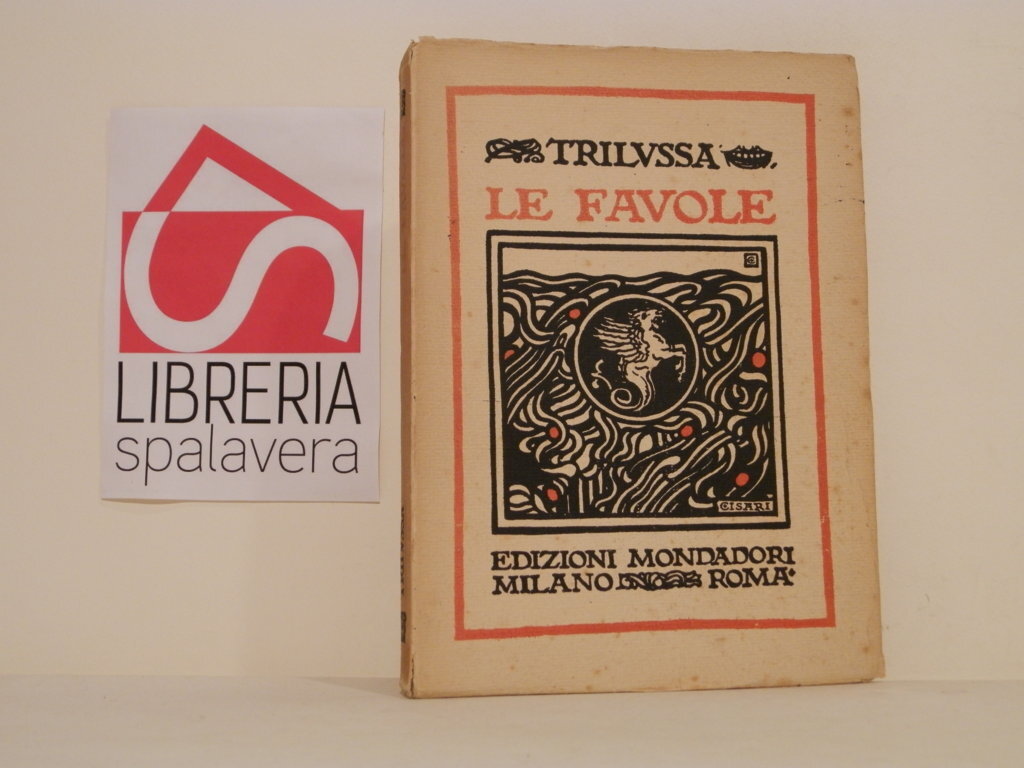 LIBRERIA
spalavera
TRILVSSA
LE FAVOLE
CISARI
EDIZIONI MONDADORI
MILANO ROMA